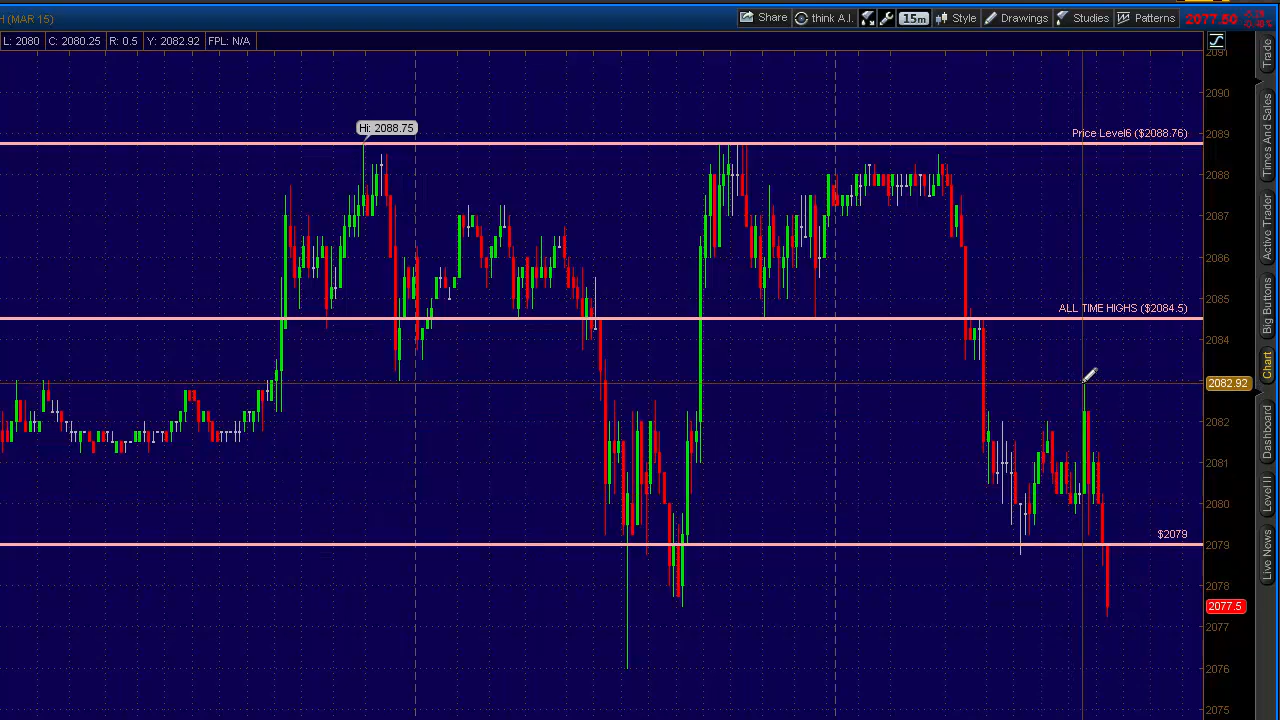 H (MAR 15)
Share think A.I. 15m Style Drawings Studies Patterns 2077.50
L: 2080 C: 2080.25 R: 0.5 Y: 2082.92 FPL: N/A
2091
2090
2089
2088
2087
2086
2085
2084
2082.92
2082
2081
2080
2079
2078
2077.5
2077
2076
2075
Hi: 2088.75
Price Level6 ($2088.76)
ALL TIME HIGHS ($2084.5)
$2079
Trade
Times And Sales
Active Trader
Big Buttons
Chart
Dashboard
Level II
Live News